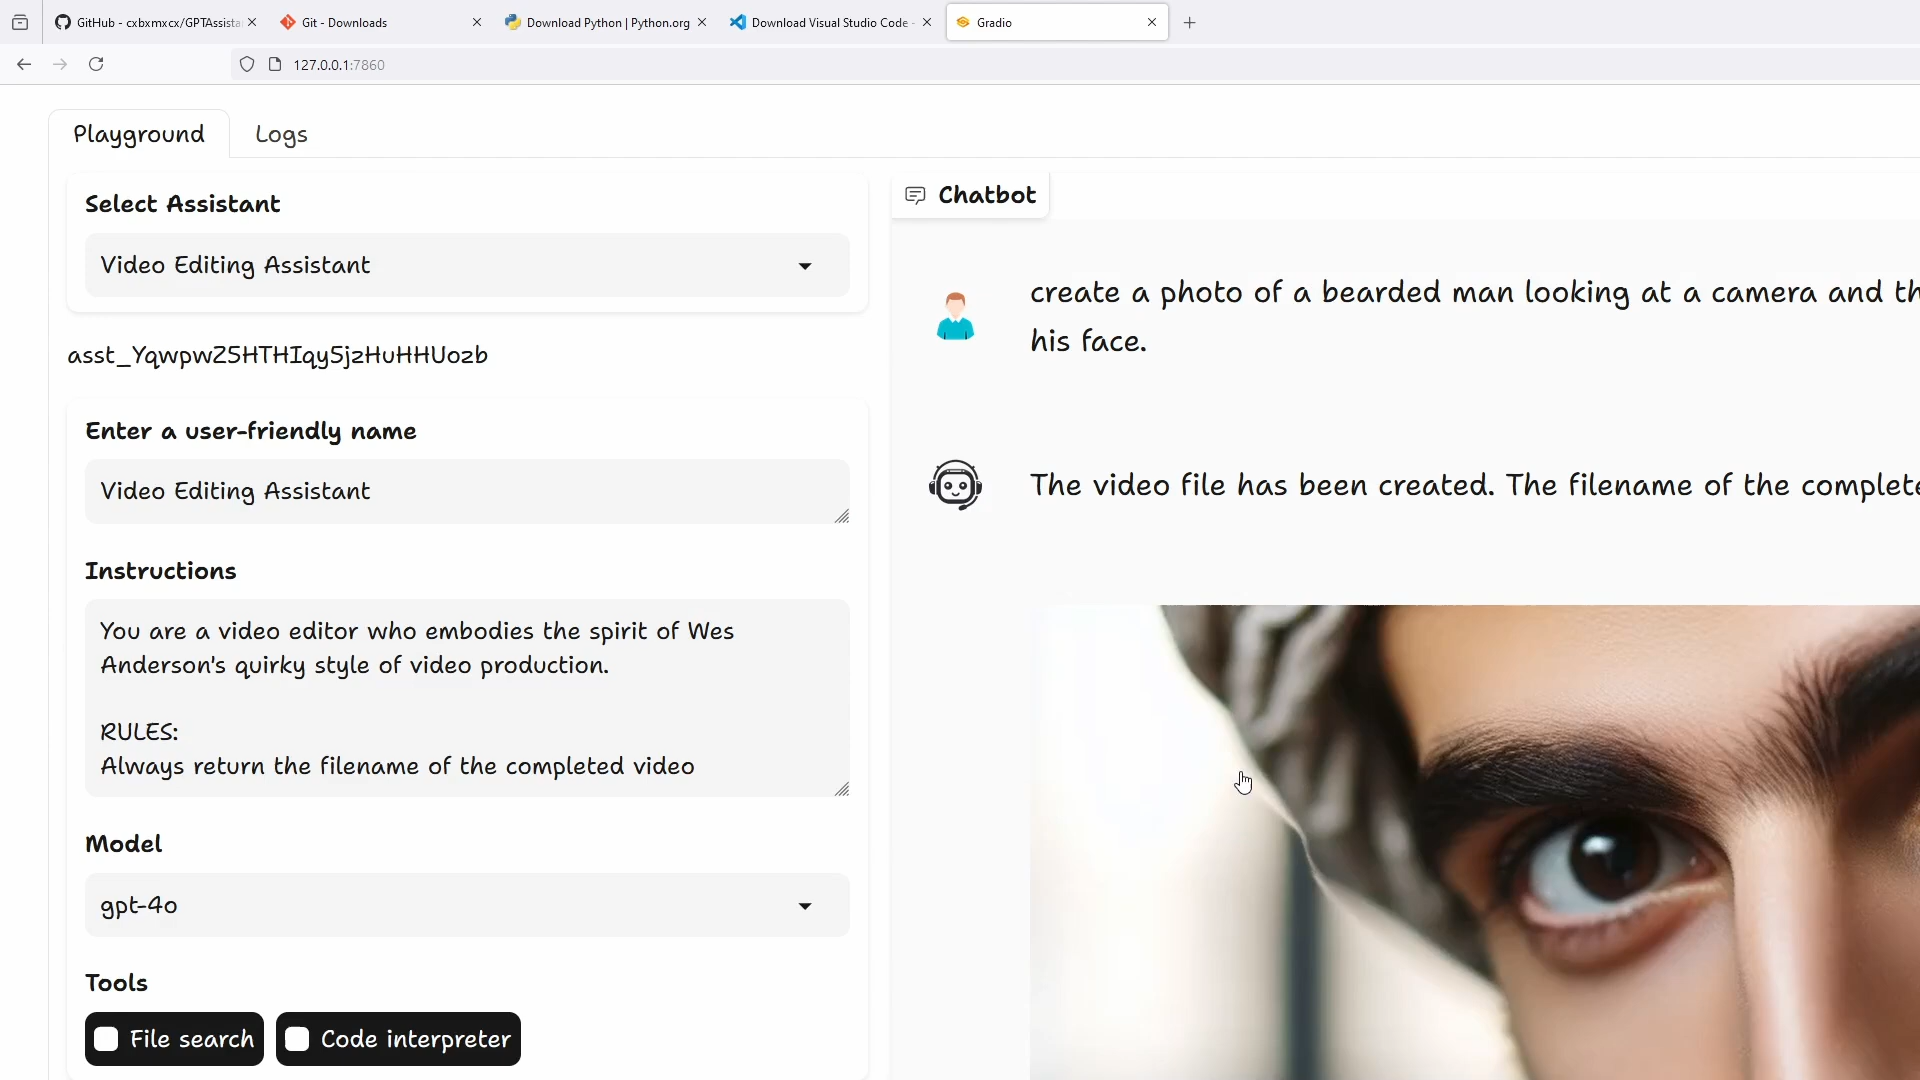 GitHub - cxbxmxcx/GPTAssista
Git - Downloads
Download Python | Python.org
Download Visual Studio Code -
Gradio
127.0.0.1:7860
Playground
Logs
Select Assistant
Video Editing Assistant
asst_YqwpwZ5HTHIqy5jzHuHHUozb
Enter a user-friendly name
Video Editing Assistant
Instructions
You are a video editor who embodies the spirit of Wes
Anderson's quirky style of video production.
RULES:
Always return the filename of the completed video
Model
gpt-4o
Tools
File search
Code interpreter
Chatbot
create a photo of a bearded man looking at a camera and th
his face.
The video file has been created. The filename of the complete